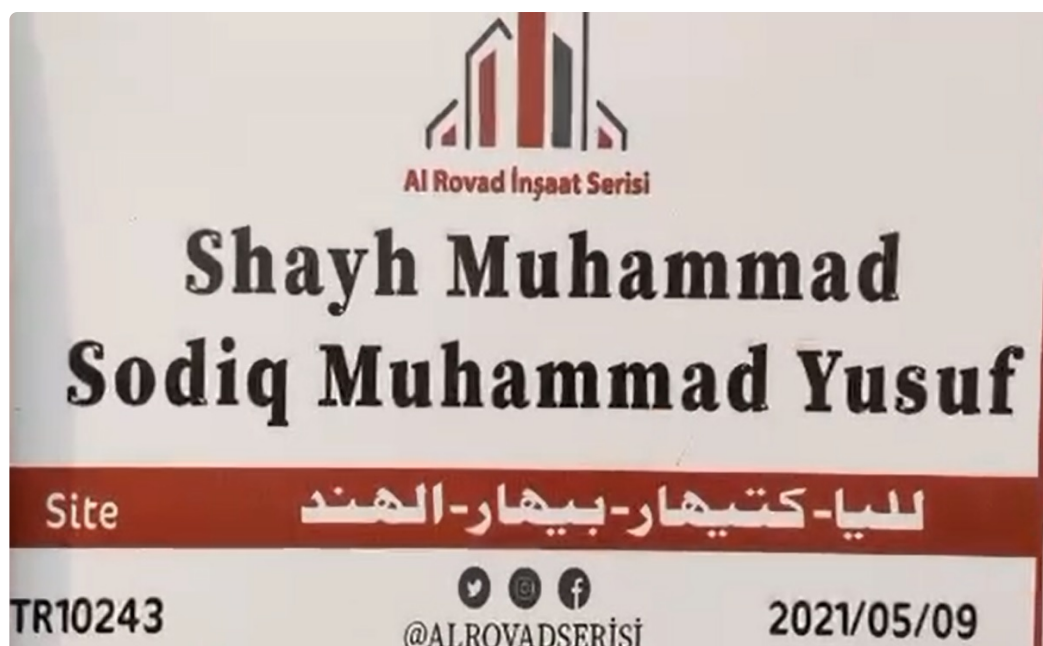 Al Rovad İnşaat Serisi
Shayh Muhammad
Sodiq Muhammad Yusuf
Site للیا-کتیهار-بیهار-الهند
TR10243 2021/05/09
@ALROVADSERİSİ